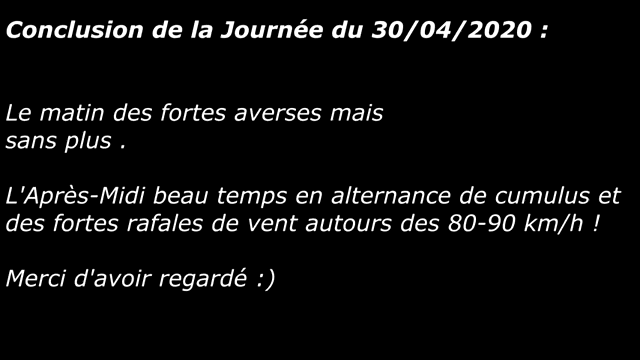 Conclusion de la Journée du 30/04/2020 :
Le matin des fortes averses mais
sans plus .
L'Après-Midi beau temps en alternance de cumulus et
des fortes rafales de vent autours des 80-90 km/h !
Merci d'avoir regardé :)